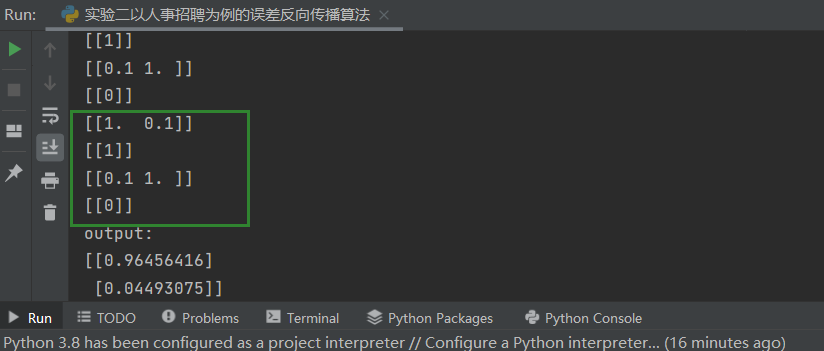 Run: 实验二以人事招聘为例的误差反向传播算法
[[1]]
[[0.1 1. ]]
[[0]]
[[1.  0.1]]
[[1]]
[[0.1 1. ]]
[[0]]
output:
[[0.96456416]
 [0.04493075]]
Run TODO Problems Terminal Python Packages Python Console
Python 3.8 has been configured as a project interpreter // Configure a Python interpreter... (16 minutes ago)